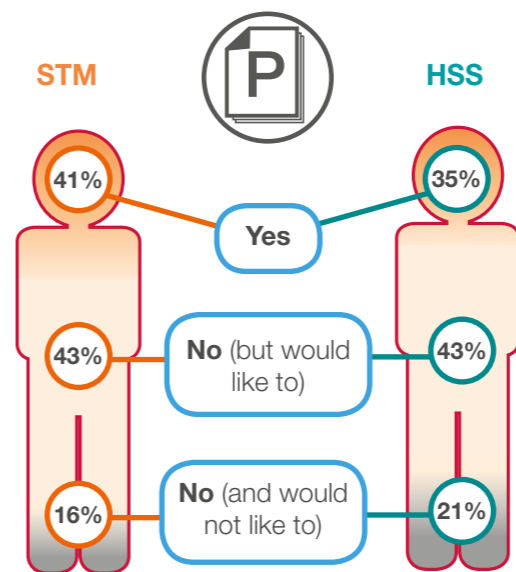 STM
P
HSS
41%
Yes
35%
43%
No (but would
like to)
43%
16%
No (and would
not like to)
21%